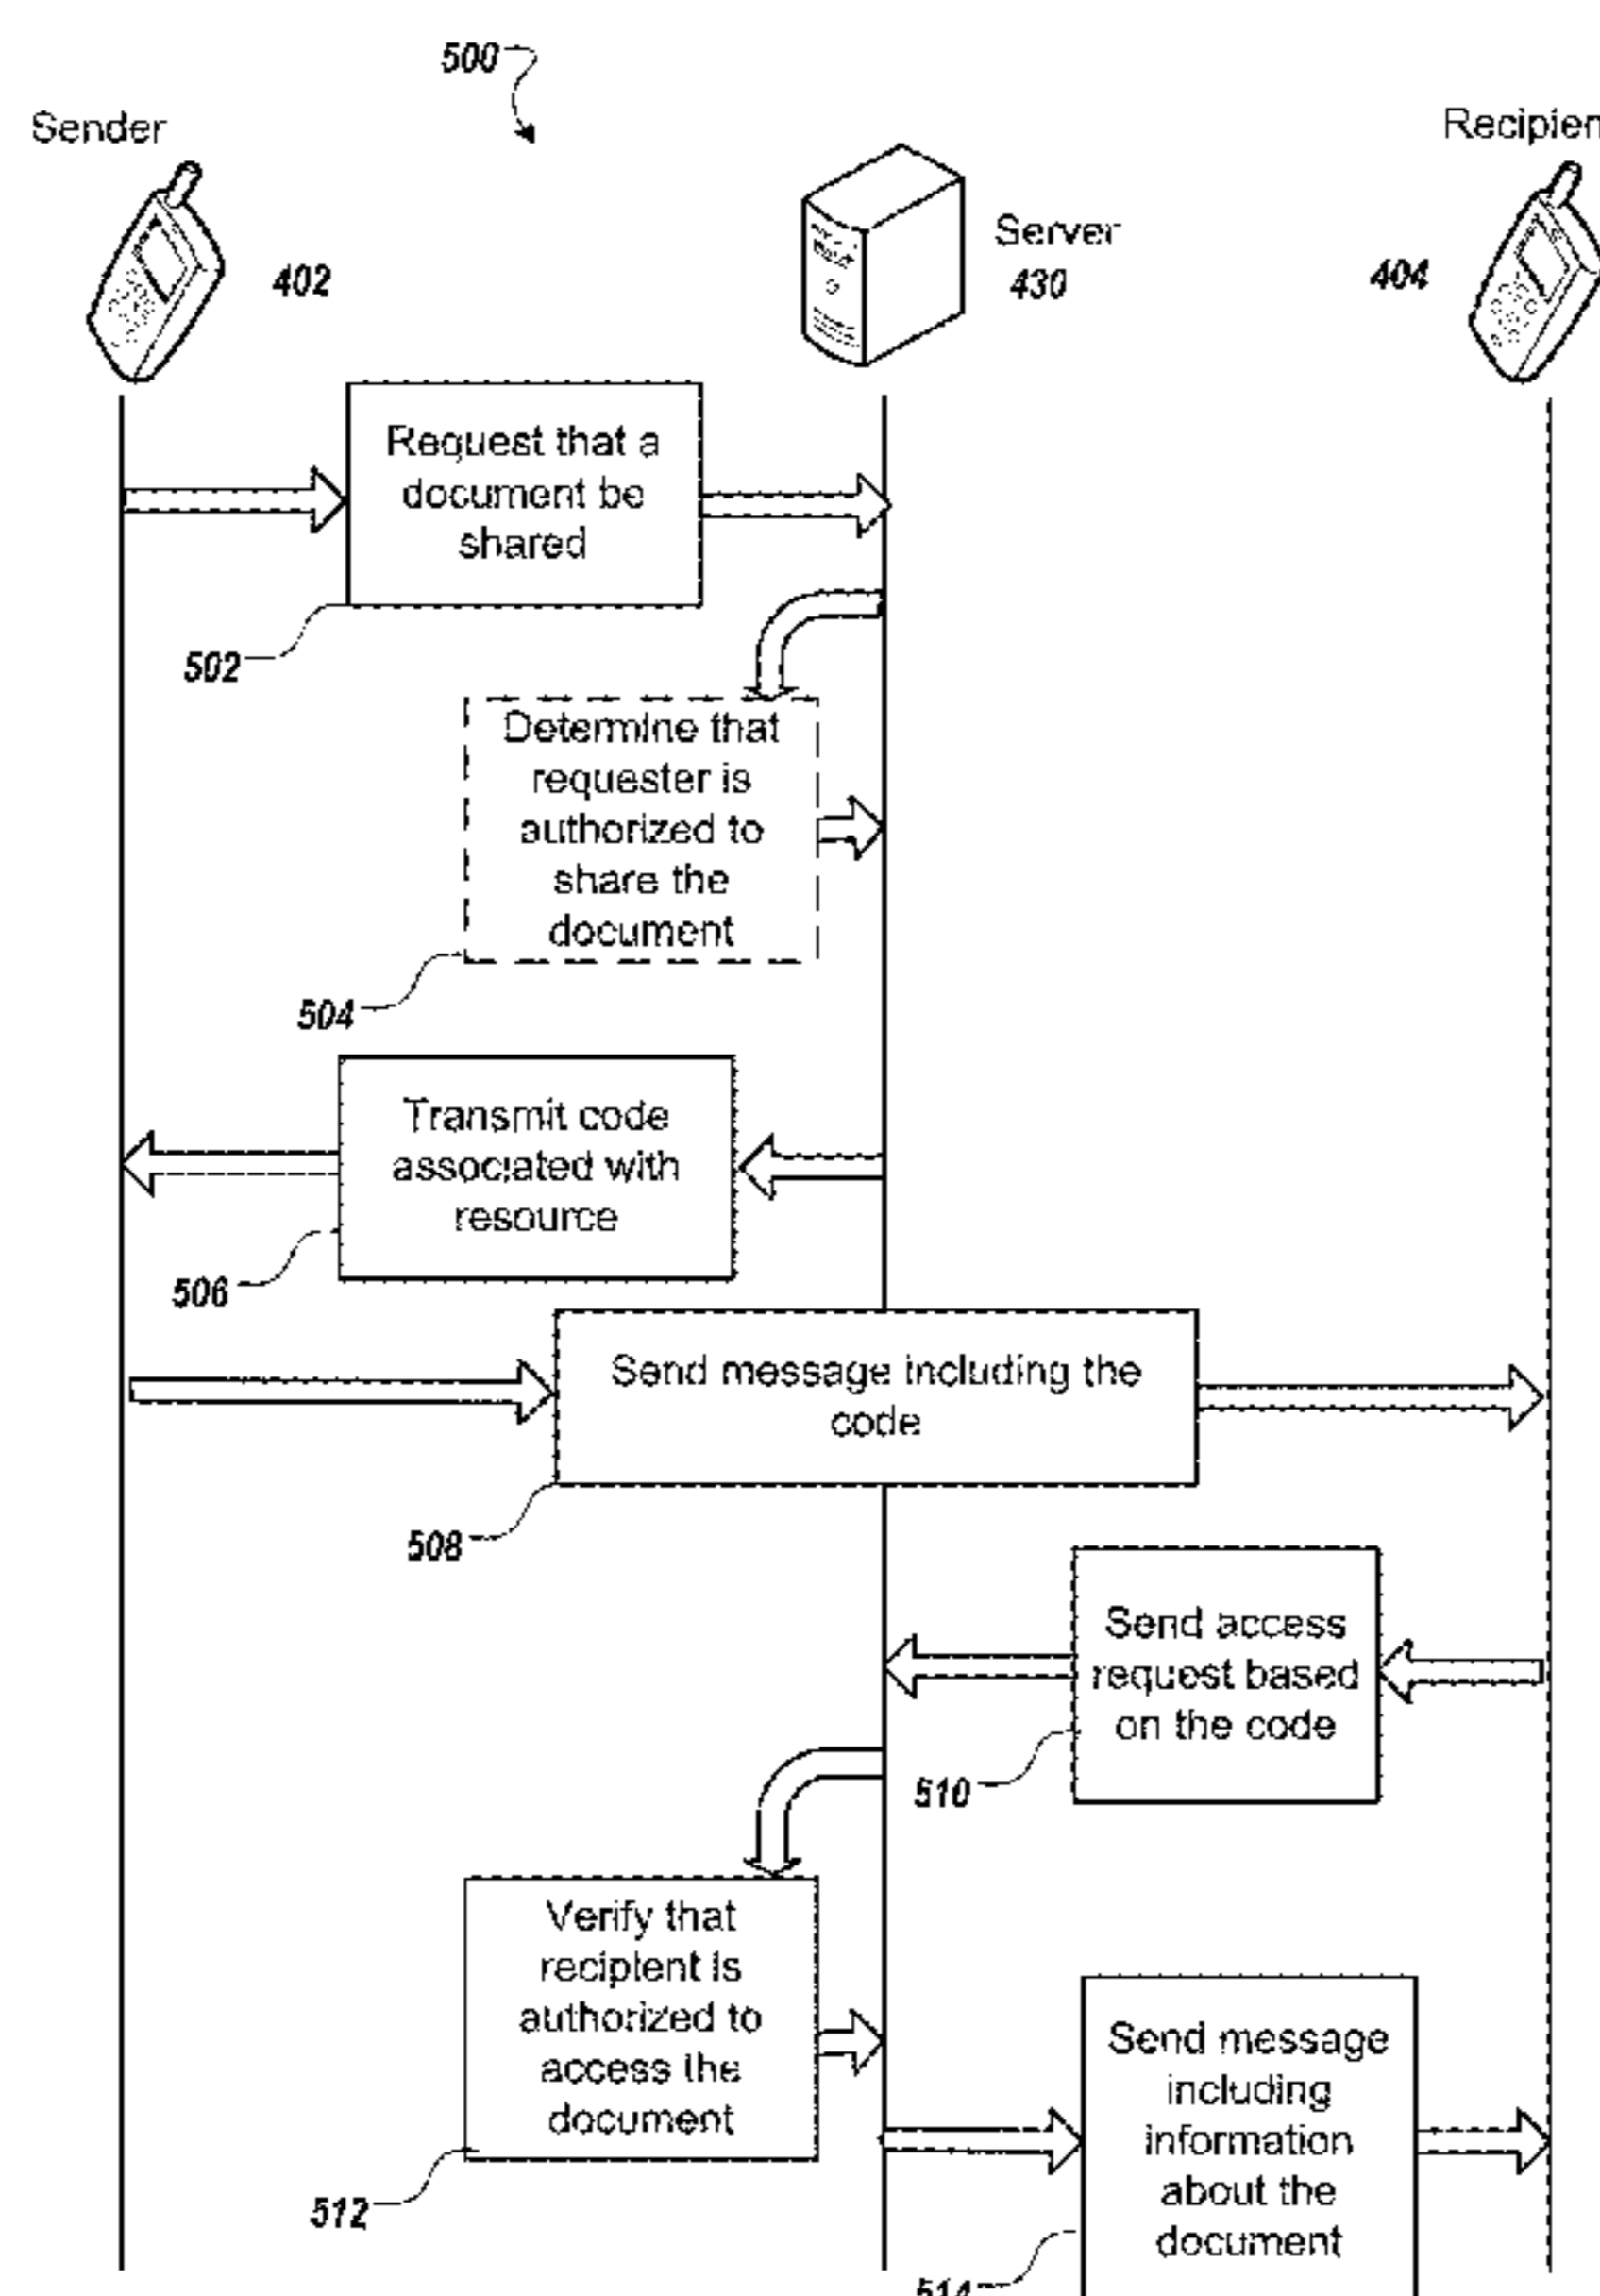 500
Sender
Recipien
Server
402
430
404
Request that a
document be
shared
502
Determine that
requester is
authorized to
share the
document
504
Transmit code
associated with
resource
506
Send message including the
code
508
Send access
request based
on the code
510
Verify that
recipient is
authorized to
access the
document
512
Send message
including
information
about the
document
514